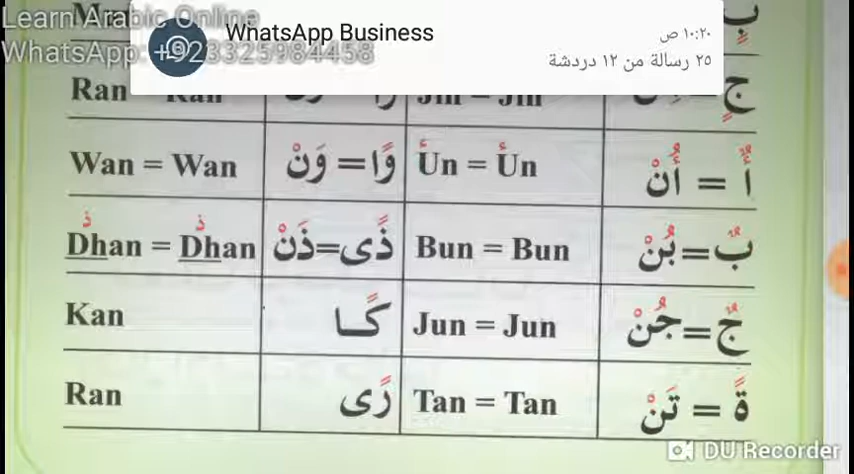 Learn Arabic Online
WhatsApp: +923325984458
WhatsApp Business
١٠:٢٠ ص
٢٥ رسالة من ١٢ دردشة
بٍ
Ran
جٍ
Wan = Wan وًا = وَنْ Un = Un أٌ = أُنْ
Dhan = Dhan ذًى = ذَنْ Bun = Bun بٌ = بُنْ
Kan كًا Jun = Jun جٌ = جُنْ
Ran رًى Tan = Tan ةً = تَنْ
DU Recorder